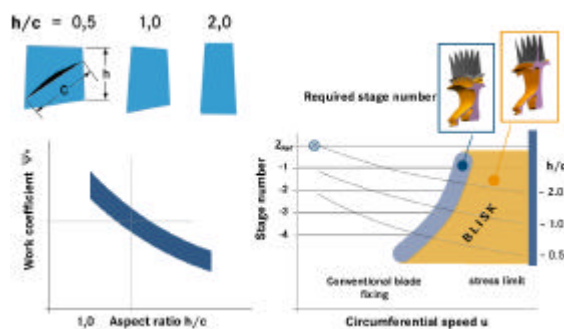 h/c = 0,5 1,0 2,0
h
C
Work coefficient Ψ
1,0 Aspect ratio h/c
Required stage number
Stage number
-1
-2
-3
-4
h/c
- 2.0
- 1.0
- 0.5
BLISK
Conventional blade
fixing
stress limit
Circumferential speed u